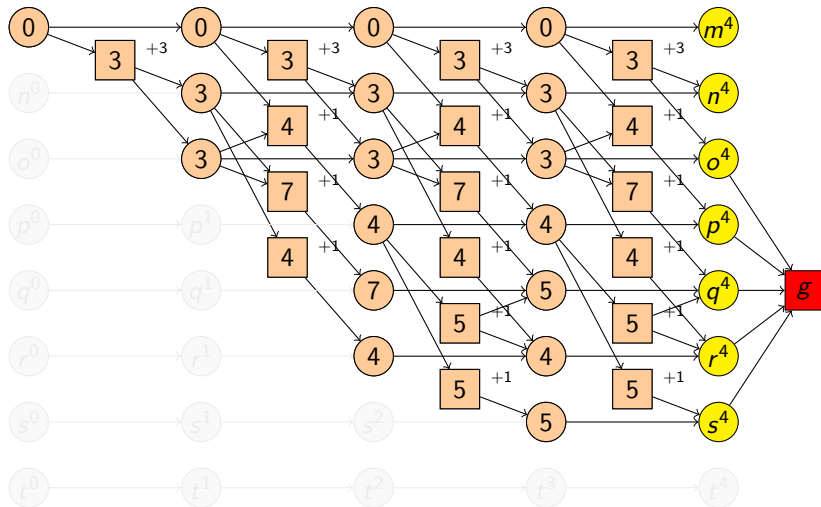 0 0 0 0 m⁴
3 +3 3 +3 3 +3 3 +3
n⁰ 3 3 3 n⁴
4 +1 4 +1 4 +1
o⁰ 3 3 3 o⁴
7 +1 7 +1 7 +1
p⁰ p¹ 4 4 p⁴
4 +1 4 4
q⁰ q¹ 7 5 q⁴ g
5 +1 5 +1
r⁰ r¹ 4 4 r⁴
5 +1 5 +1
s⁰ s¹ s² 5 s⁴
t⁰ t¹ t² t³ t⁴